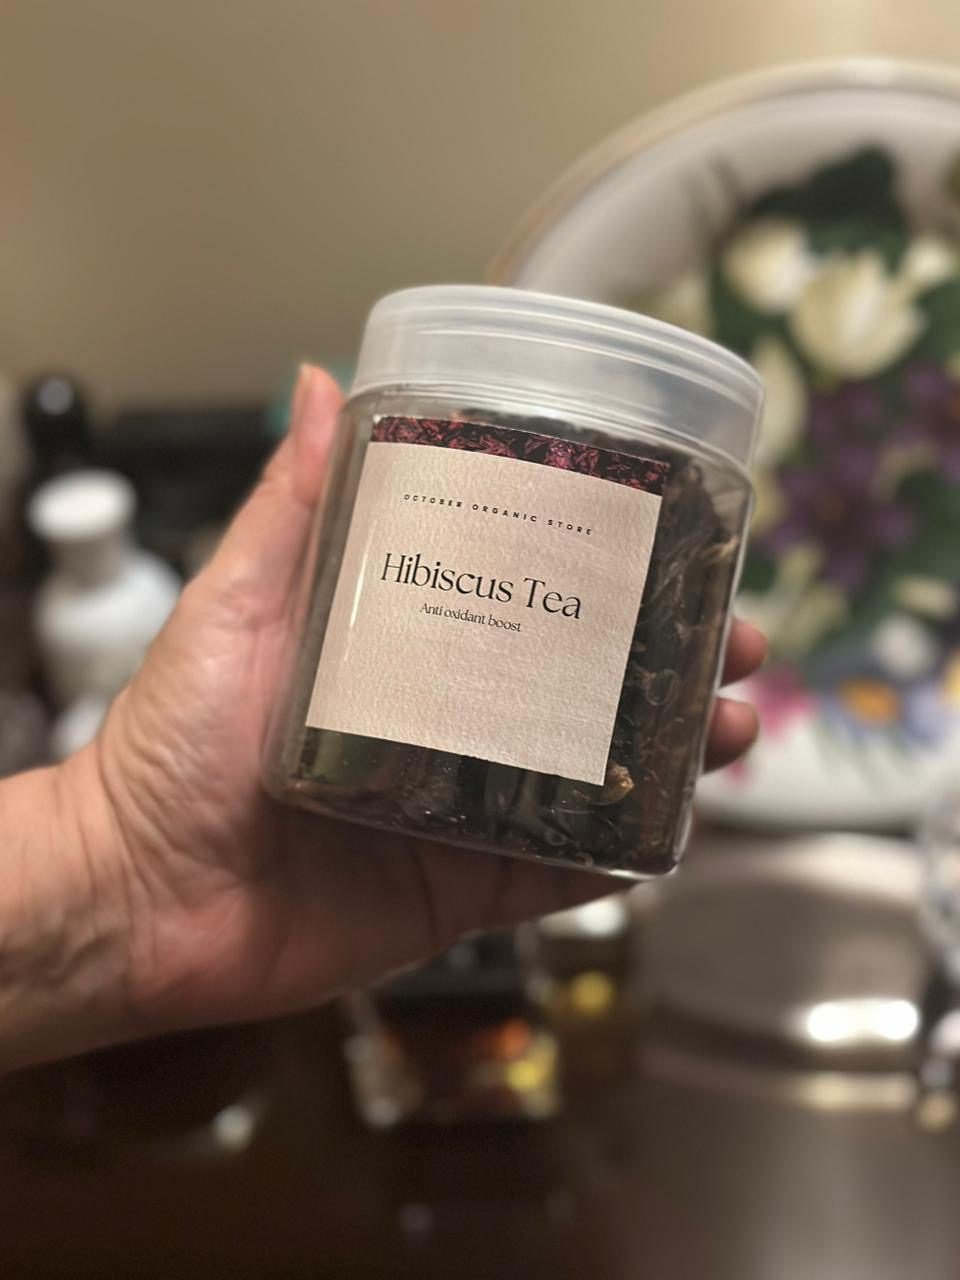 OCTOBER ORGANIC STORE
Hibiscus Tea
Anti oxidant boost